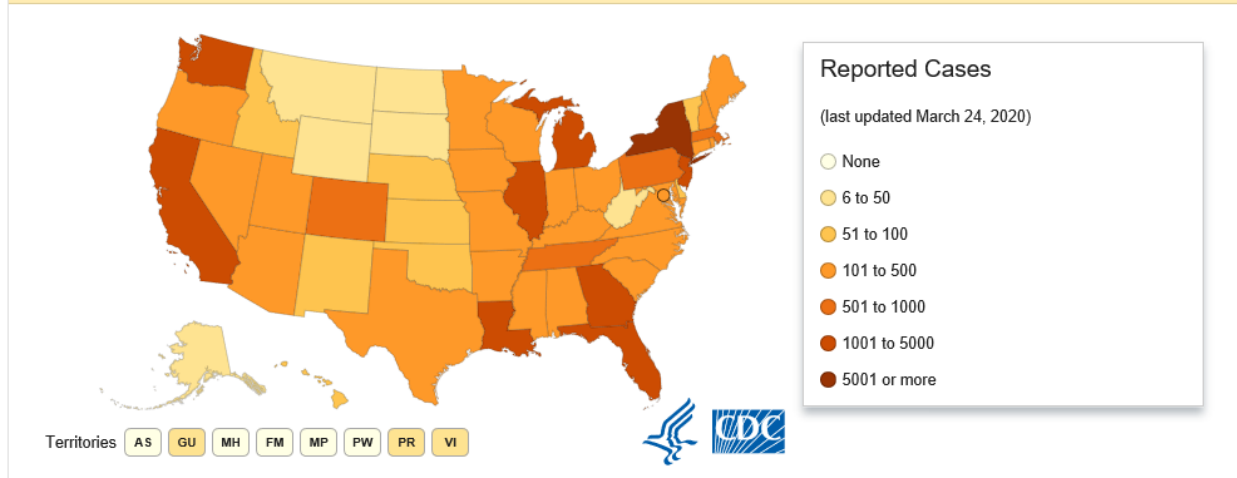 Reported Cases
(last updated March 24, 2020)
None
6 to 50
51 to 100
101 to 500
501 to 1000
1001 to 5000
5001 or more
Territories AS GU MH FM MP PW PR VI
CDC